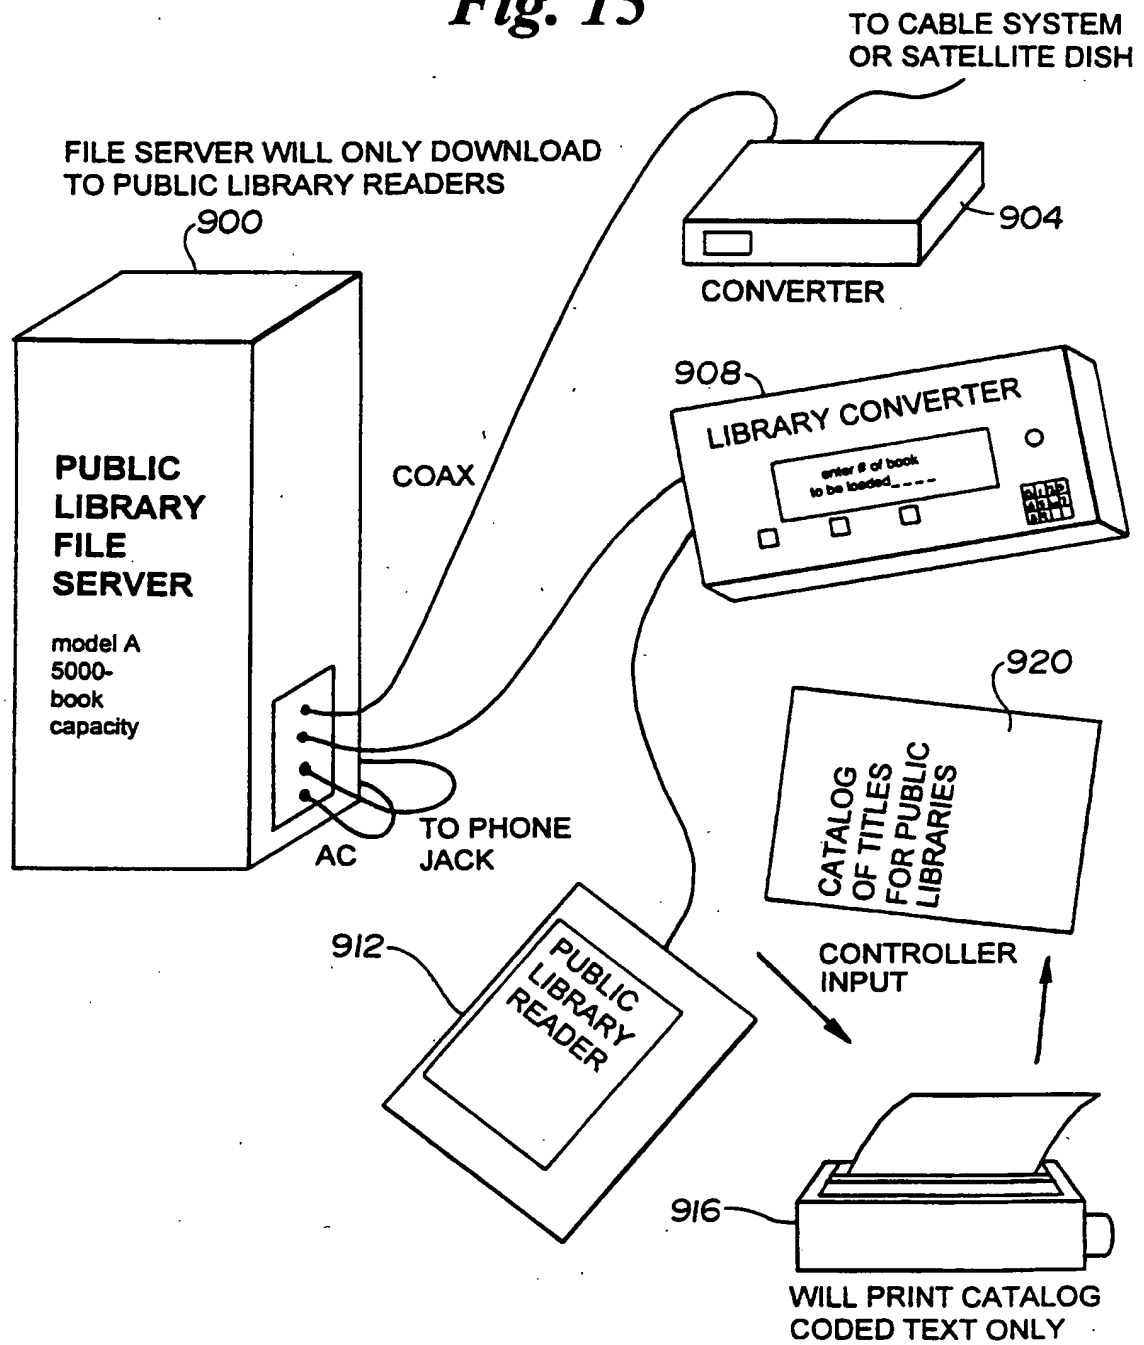 Fig. 15
TO CABLE SYSTEM
OR SATELLITE DISH
FILE SERVER WILL ONLY DOWNLOAD
TO PUBLIC LIBRARY READERS
900
904
CONVERTER
908
LIBRARY CONVERTER
enter # of book
to be loaded_ _ _ _
COAX
PUBLIC
LIBRARY
FILE
SERVER
model A
5000-
book
capacity
920
CATALOG
OF TITLES
FOR PUBLIC
LIBRARIES
TO PHONE
JACK
AC
912
PUBLIC
LIBRARY
READER
CONTROLLER
INPUT
916
WILL PRINT CATALOG
CODED TEXT ONLY